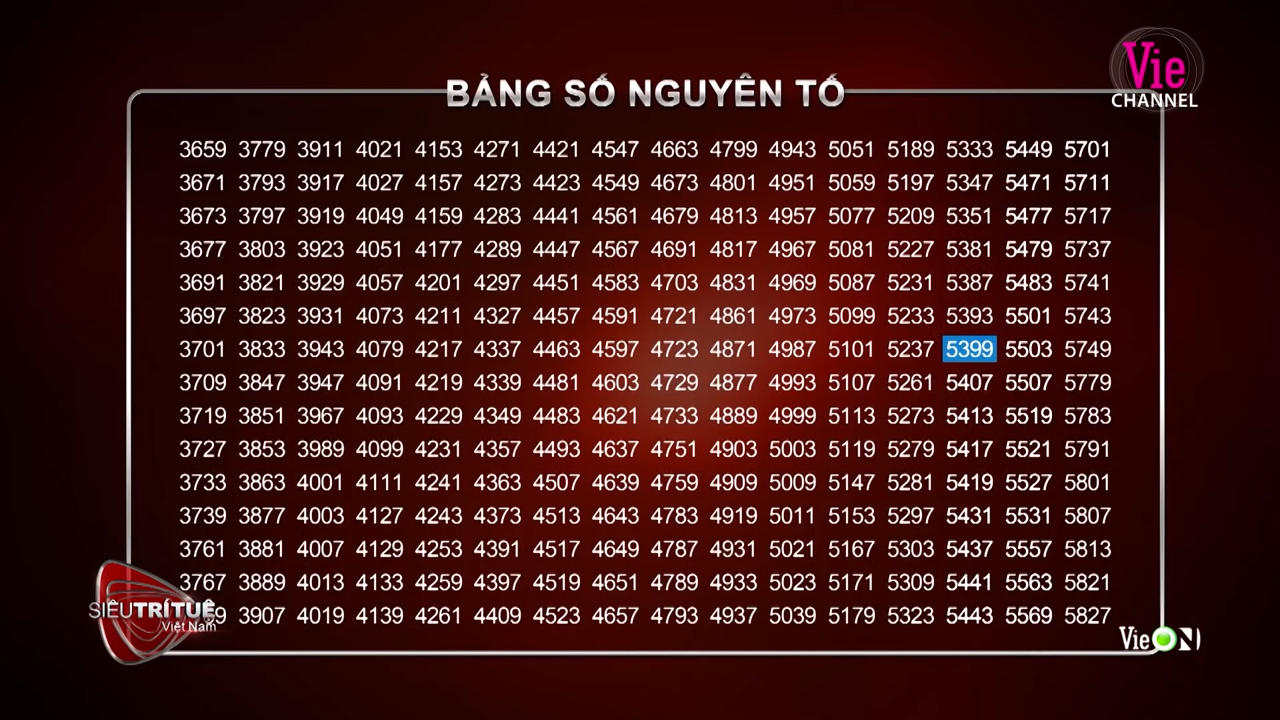 Vie
CHANNEL
BẢNG SỐ NGUYÊN TỐ
3659 3779 3911 4021 4153 4271 4421 4547 4663 4799 4943 5051 5189 5333 5449 5701
3671 3793 3917 4027 4157 4273 4423 4549 4673 4801 4951 5059 5197 5347 5471 5711
3673 3797 3919 4049 4159 4283 4441 4561 4679 4813 4957 5077 5209 5351 5477 5717
3677 3803 3923 4051 4177 4289 4447 4567 4691 4817 4967 5081 5227 5381 5479 5737
3691 3821 3929 4057 4201 4297 4451 4583 4703 4831 4969 5087 5231 5387 5483 5741
3697 3823 3931 4073 4211 4327 4457 4591 4721 4861 4973 5099 5233 5393 5501 5743
3701 3833 3943 4079 4217 4337 4463 4597 4723 4871 4987 5101 5237 5399 5503 5749
3709 3847 3947 4091 4219 4339 4481 4603 4729 4877 4993 5107 5261 5407 5507 5779
3719 3851 3967 4093 4229 4349 4483 4621 4733 4889 4999 5113 5273 5413 5519 5783
3727 3853 3989 4099 4231 4357 4493 4637 4751 4903 5003 5119 5279 5417 5521 5791
3733 3863 4001 4111 4241 4363 4507 4639 4759 4909 5009 5147 5281 5419 5527 5801
3739 3877 4003 4127 4243 4373 4513 4643 4783 4919 5011 5153 5297 5431 5531 5807
3761 3881 4007 4129 4253 4391 4517 4649 4787 4931 5021 5167 5303 5437 5557 5813
3767 3889 4013 4133 4259 4397 4519 4651 4789 4933 5023 5171 5309 5441 5563 5821
3907 4019 4139 4261 4409 4523 4657 4793 4937 5039 5179 5323 5443 5569 5827
SIÊU TRÍ TUỆ
Việt Nam
VieON